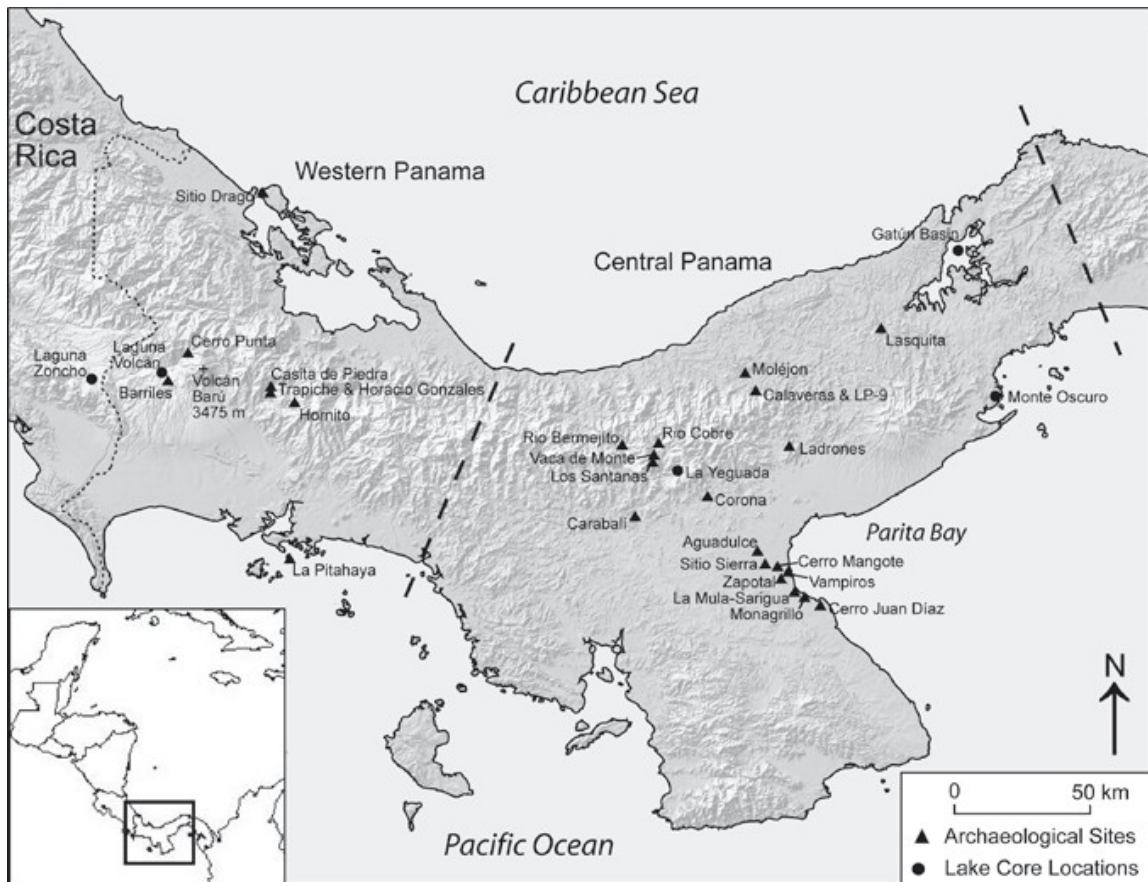 Caribbean Sea
Costa
Rica
Western Panama
Sitio Drago
Gatún Basin
Central Panama
Lasquita
Cerro Punta
Laguna
Zoncho
Laguna
Volcán
Barriles
Volcán
Barú
3475 m
Casita de Piedra
Trapiche & Horacio Gonzales
Hornito
Moléjon
Calaveras & LP-9
Monte Oscuro
Rio Bermejito
Rio Cobre
Vaca de Monte
Los Santanas
La Yeguada
Ladrones
Corona
Carabali
Parita Bay
Aguadulce
Sitio Sierra
Cerro Mangote
Zapotal
Vampiros
La Mula-Sarigua
Monagrillo
Cerro Juan Díaz
La Pitahaya
N
Pacific Ocean
0 50 km
Archaeological Sites
Lake Core Locations